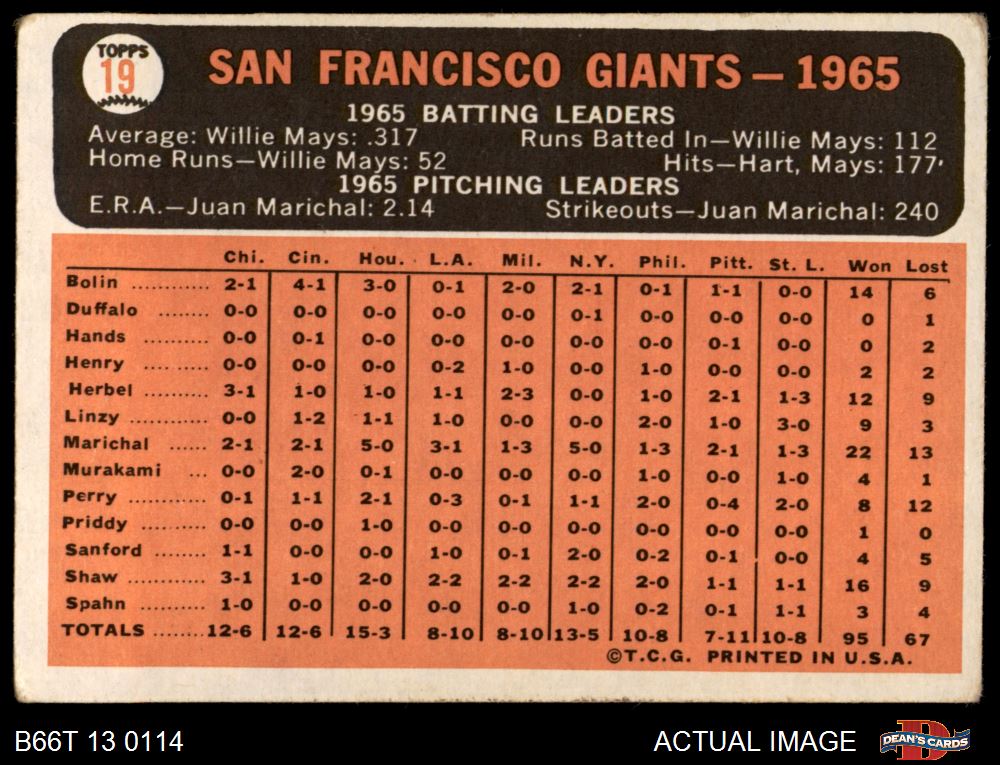 TOPPS
19
SAN FRANCISCO GIANTS — 1965
1965 BATTING LEADERS
Average: Willie Mays: .317 Runs Batted In—Willie Mays: 112
Home Runs—Willie Mays: 52 Hits—Hart, Mays: 177
1965 PITCHING LEADERS
E.R.A.—Juan Marichal: 2.14 Strikeouts—Juan Marichal: 240
Chi. Cin. Hou. L.A. Mil. N.Y. Phil. Pitt. St. L. Won Lost
Bolin ........... 2-1 4-1 3-0 0-1 2-0 2-1 0-1 1-1 0-0 14 6
Duffalo ....... 0-0 0-0 0-0 0-0 0-0 0-1 0-0 0-0 0-0 0 1
Hands ......... 0-0 0-1 0-0 0-0 0-0 0-0 0-0 0-1 0-0 0 2
Henry .... ..... 0-0 0-0 0-0 0-2 1-0 0-0 1-0 0-0 0-0 2 2
Herbel ........ 3-1 1-0 1-0 1-1 2-3 0-0 1-0 2-1 1-3 12 9
Linzy .......... 0-0 1-2 1-1 1-0 0-0 0-0 2-0 1-0 3-0 9 3
Marichal ...... 2-1 2-1 5-0 3-1 1-3 5-0 1-3 2-1 1-3 22 13
Murakami ... 0-0 2-0 0-1 0-0 0-0 0-0 1-0 0-0 1-0 4 1
Perry ........... 0-1 1-1 2-1 0-3 0-1 1-1 2-0 0-4 2-0 8 12
Priddy ......... 0-0 0-0 1-0 0-0 0-0 0-0 0-0 0-0 0-0 1 0
Sanford ....... 1-1 0-0 0-0 1-0 0-1 2-0 0-2 0-1 0-0 4 5
Shaw .......... 3-1 1-0 2-0 2-2 2-2 2-2 2-0 1-1 1-1 16 9
Spahn ......... 1-0 0-0 0-0 0-0 0-0 1-0 0-2 0-1 1-1 3 4
TOTALS ........ 12-6 12-6 15-3 8-10 8-10 13-5 10-8 7-11 10-8 95 67
©T.C.G. PRINTED IN U.S.A.
B66T 13 0114 ACTUAL IMAGE
D
DEAN'S CARDS